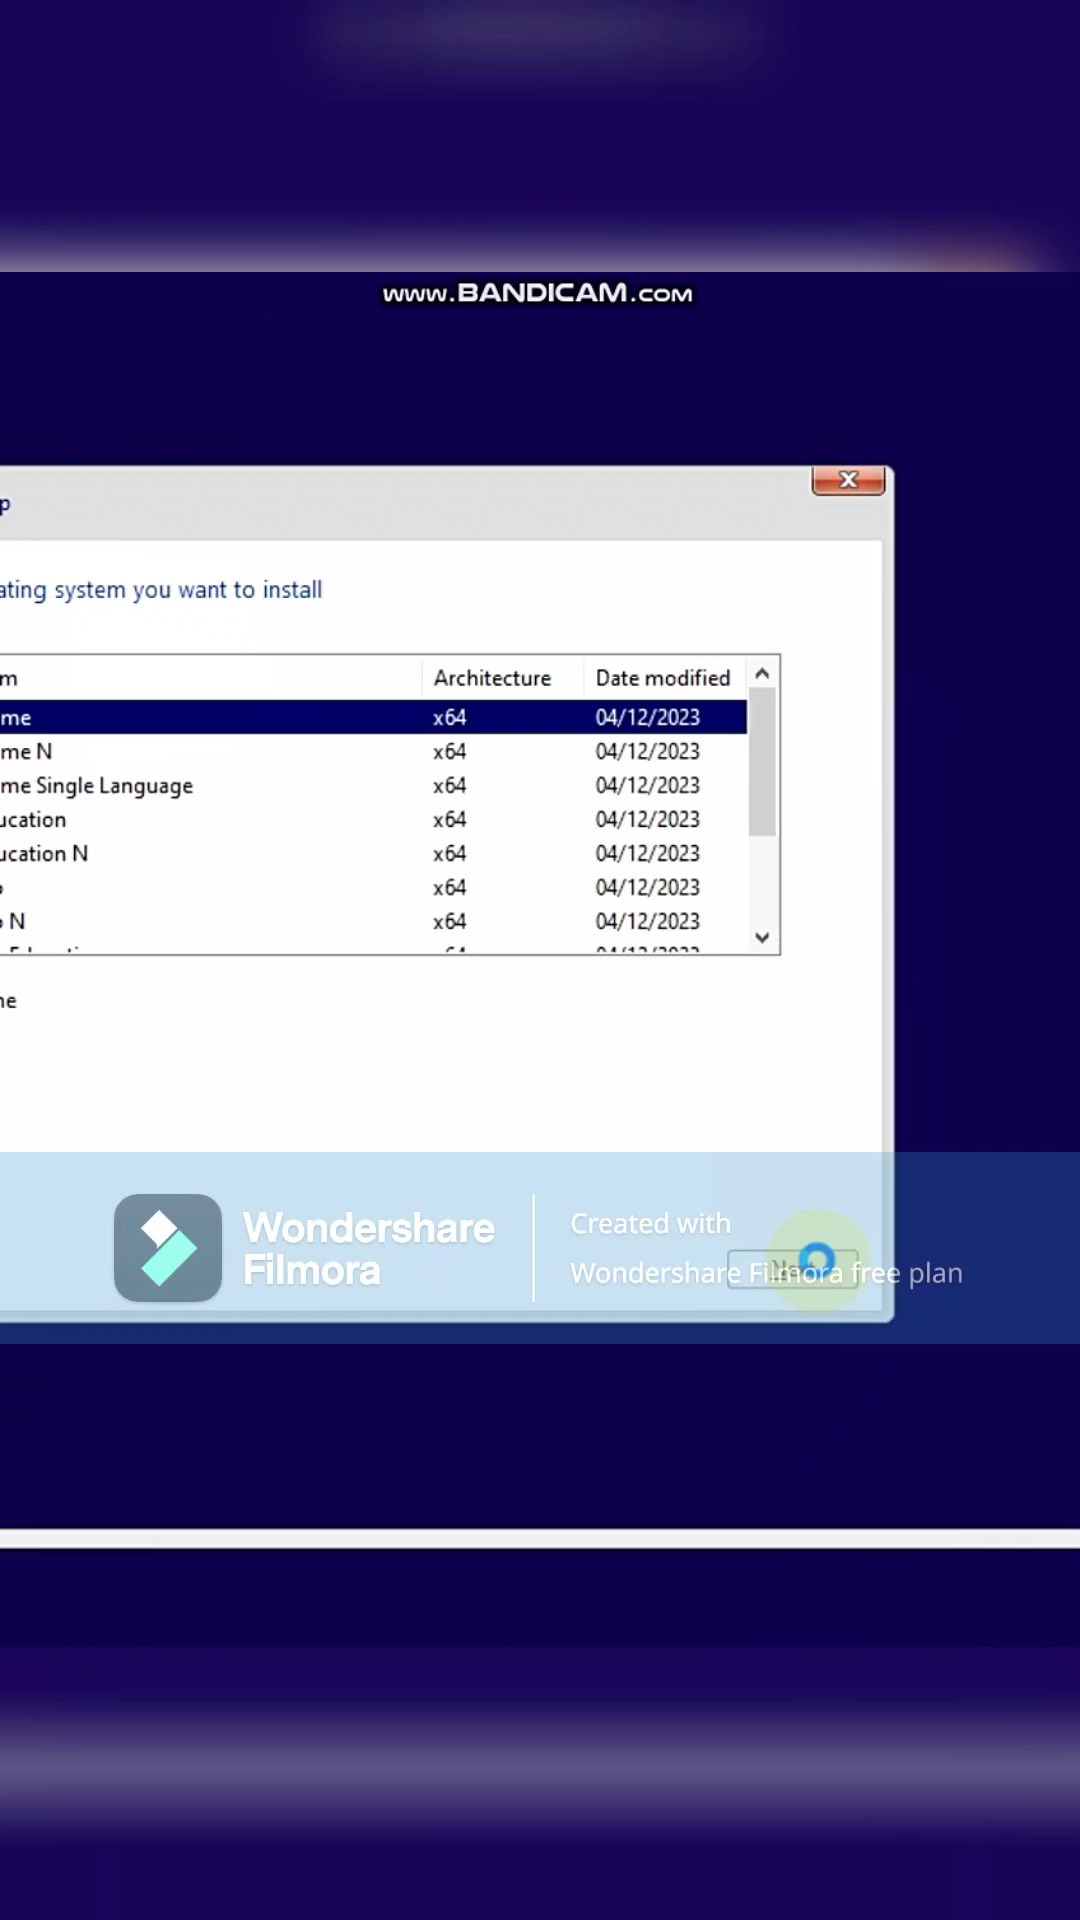 www.BANDICAM.com
p
ating system you want to install
m Architecture Date modified
me x64 04/12/2023
me N x64 04/12/2023
me Single Language x64 04/12/2023
ucation x64 04/12/2023
ucation N x64 04/12/2023
x64 04/12/2023
N x64 04/12/2023
ne
Wondershare
Filmora
Created with
Wondershare Filmora free plan